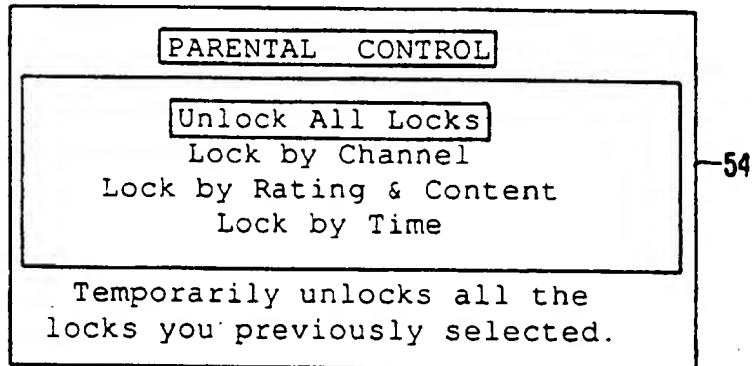 PARENTAL CONTROL
Unlock All Locks
Lock by Channel
Lock by Rating & Content
Lock by Time
54
Temporarily unlocks all the
locks you previously selected.